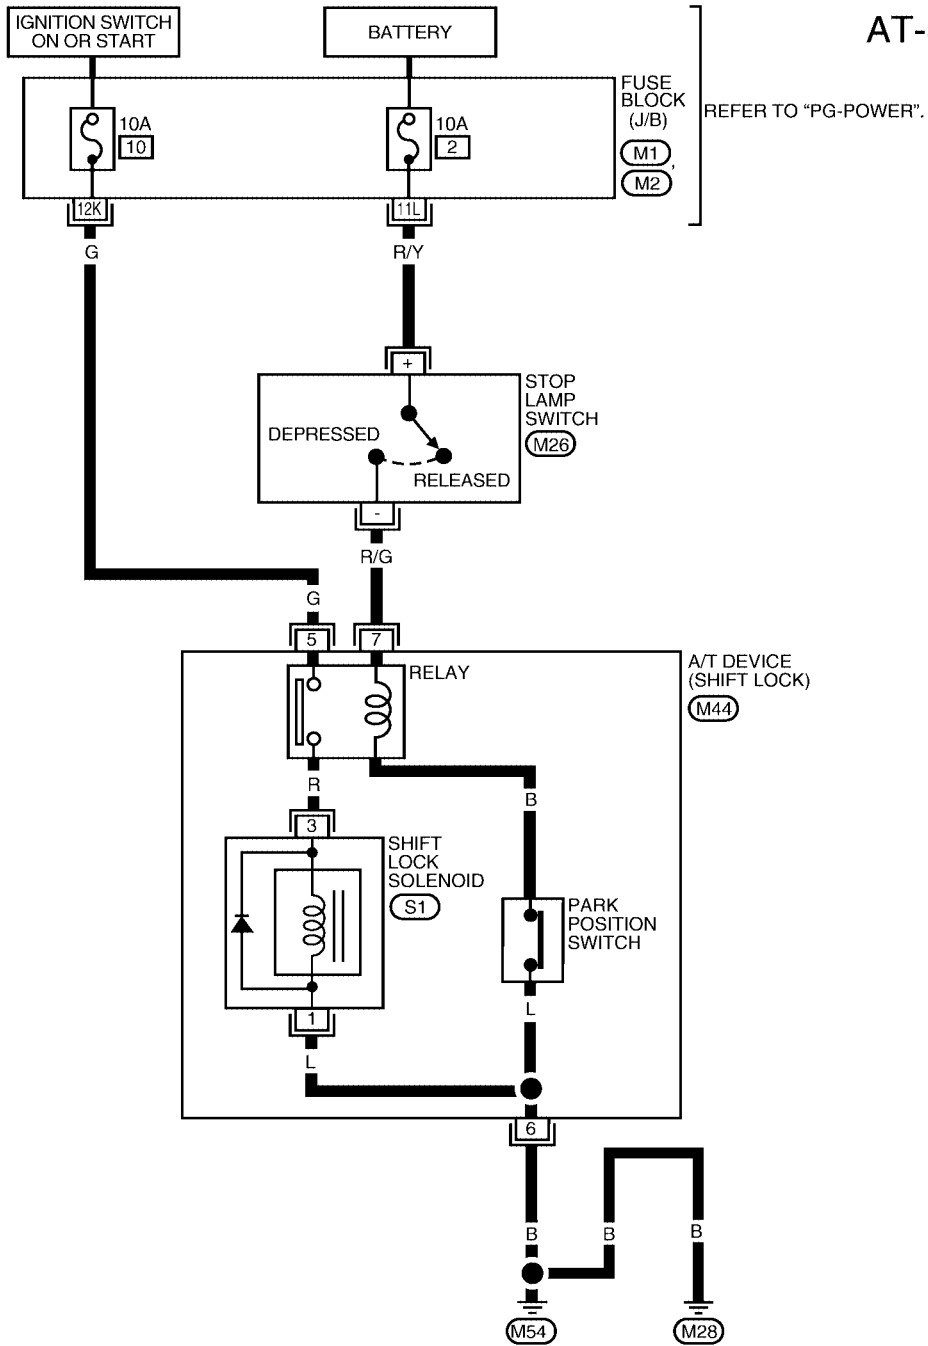 IGNITION SWITCH
ON OR START
BATTERY
AT-
10A
10
10A
2
FUSE
BLOCK
(J/B)
M1 ,
M2
REFER TO "PG-POWER".
12K
11L
G
R/Y
+
STOP
LAMP
SWITCH
M26
DEPRESSED
RELEASED
-
R/G
G
5
7
RELAY
A/T DEVICE
(SHIFT LOCK)
M44
R
B
3
SHIFT
LOCK
SOLENOID
S1
PARK
POSITION
SWITCH
1
L
L
6
B
B
B
M54
M28